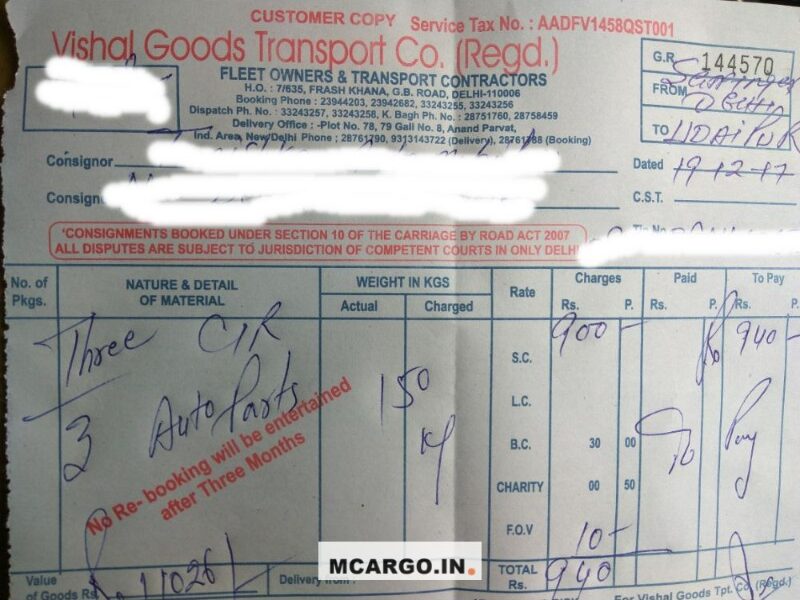 CUSTOMER COPY Service Tax No. : AADFV1458QST001
Vishal Goods Transport Co. (Regd.)
FLEET OWNERS & TRANSPORT CONTRACTORS
H.O. : 7/635, FRASH KHANA, G.B. ROAD, DELHI-110006
Booking Phone : 23944203, 23942682, 33243255, 33243256
Dispatch Ph. No. : 33243257, 33243258, K. Bagh Ph. No. : 28751760, 28758459
Delivery Office : -Plot No. 78, 79 Gali No. 8, Anand Parvat,
Ind. Area, New Delhi Phone : 28761790, 9313143722 (Delivery), 28761788 (Booking)
G.R. 144570
FROM DELHI
TO UDAIPUR
Consignor
Dated 19-12-17
Consign
C.S.T.
No
'CONSIGNMENTS BOOKED UNDER SECTION 10 OF THE CARRIAGE BY ROAD ACT 2007
ALL DISPUTES ARE SUBJECT TO JURISDICTION OF COMPETENT COURTS IN ONLY DELHI
No. of Pkgs. NATURE & DETAIL OF MATERIAL WEIGHT IN KGS Actual Charged Rate Charges Rs. P. Paid Rs. P. To Pay Rs. P.
Three 900 - 940 -
S.C.
L.C.
3 Auto Parts 150 Kg
B.C. 30 00 To Pay
No Re- booking will be entertained
after Three Months
CHARITY 00 50
F.O.V 10 -
MCARGO.IN.
Value of Goods Rs. 11026 Delivery from : TOTAL Rs. 940
For Vishal Goods Tpt. Co. (Regd.)